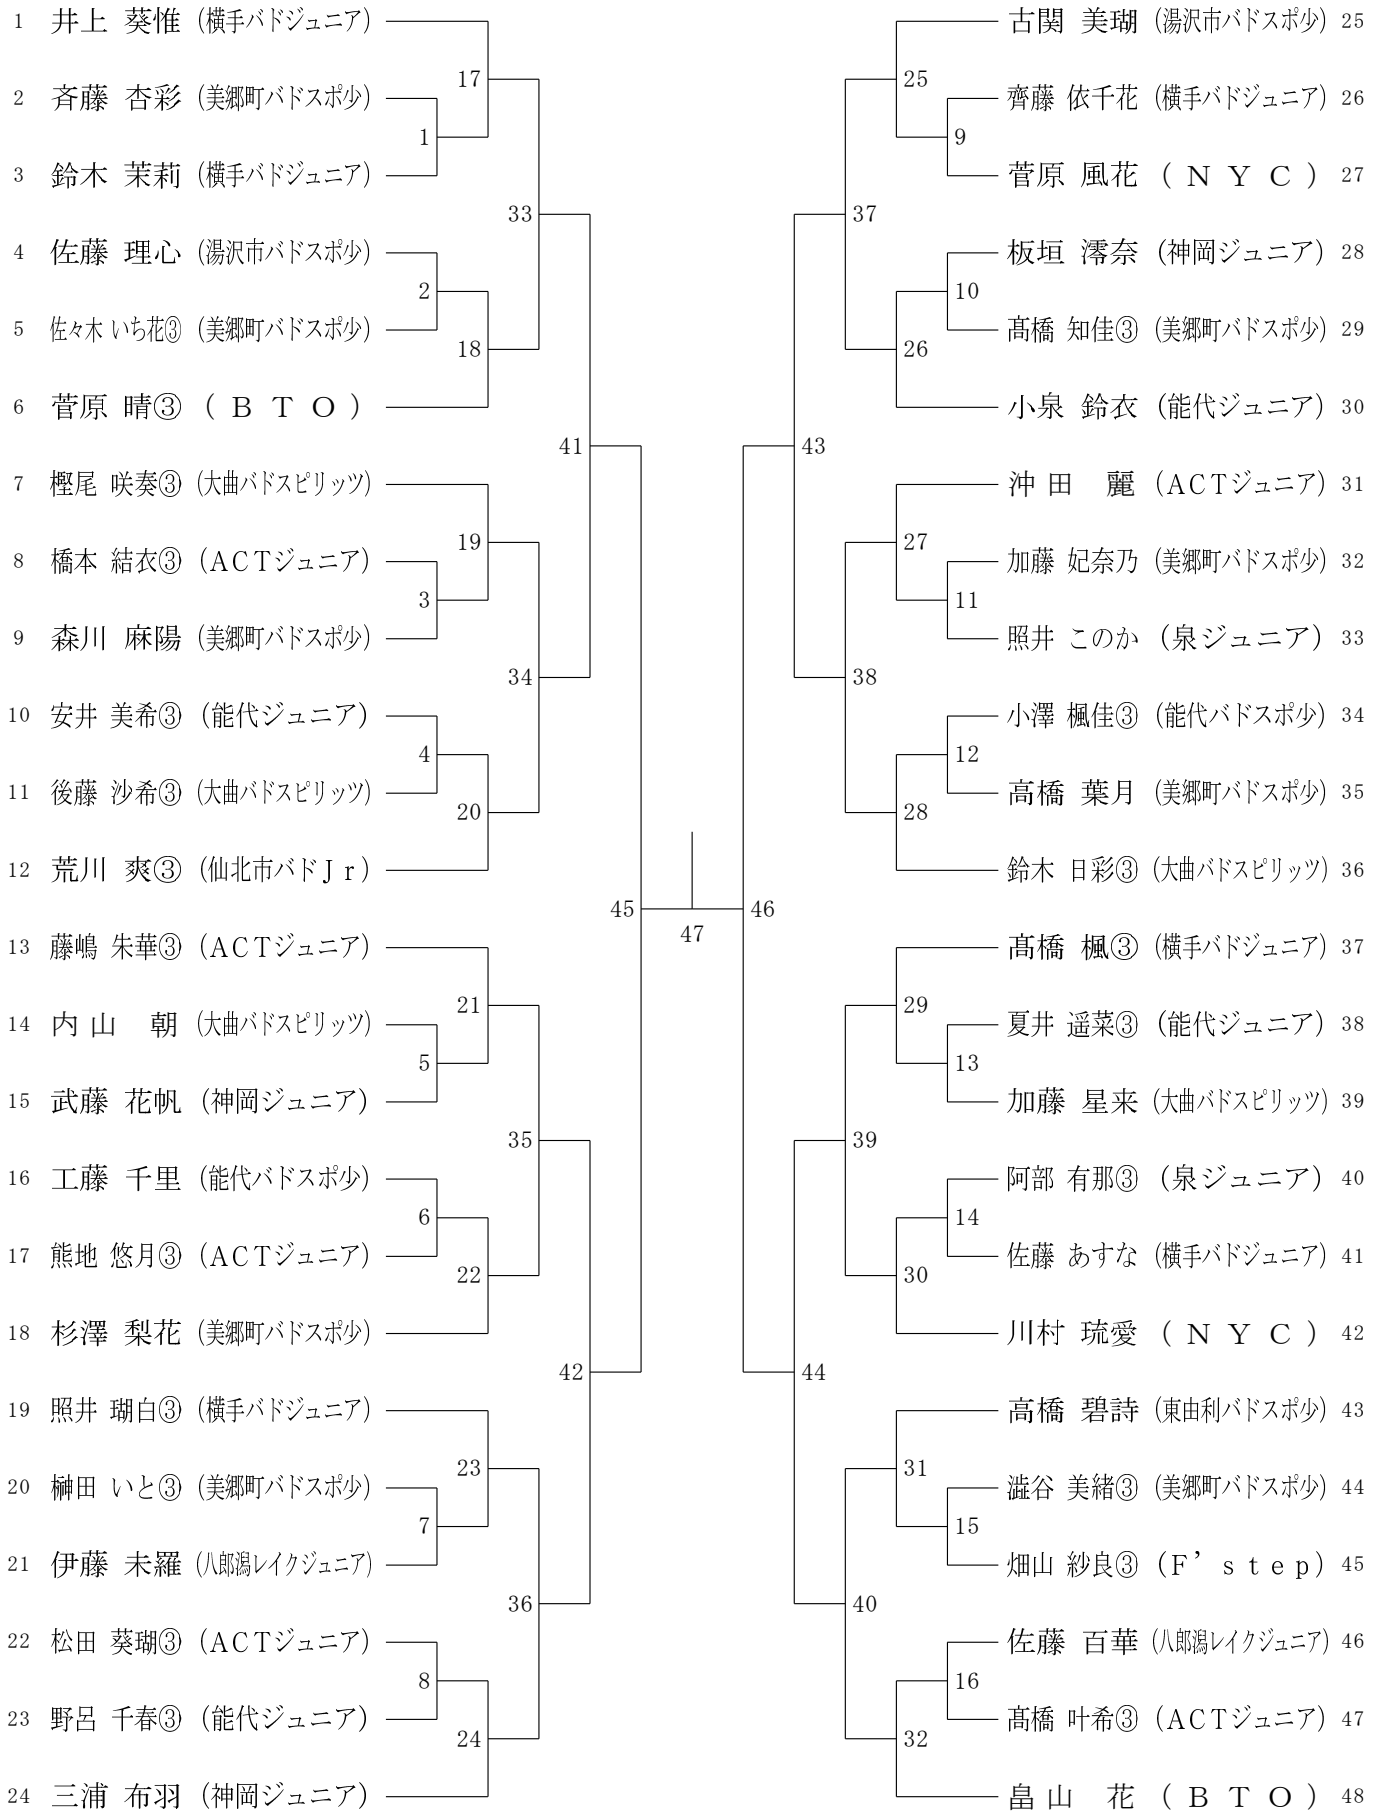 1 井上 葵惟 (横手バドジュニア)
17
2 斉藤 杏彩 (美郷町バドスポ少)
1
3 鈴木 茉莉 (横手バドジュニア)
33
4 佐藤 理心 (湯沢市バドスポ少)
2
5 佐々木 いち花③ (美郷町バドスポ少)
18
6 菅原 晴③ (ＢＴＯ)
41
7 樫尾 咲奏③ (大曲バドスピリッツ)
19
8 橋本 結衣③ (ACTジュニア)
3
9 森川 麻陽 (美郷町バドスポ少)
34
10 安井 美希③ (能代ジュニア)
4
11 後藤 沙希③ (大曲バドスピリッツ)
20
12 荒川 爽③ (仙北市バドＪｒ)
45
13 藤嶋 朱華③ (ACTジュニア)
21
14 内山 朝 (大曲バドスピリッツ)
5
15 武藤 花帆 (神岡ジュニア)
35
16 工藤 千里 (能代バドスポ少)
6
17 熊地 悠月③ (ACTジュニア)
22
18 杉澤 梨花 (美郷町バドスポ少)
42
19 照井 瑚白③ (横手バドジュニア)
23
20 榊田 いと③ (美郷町バドスポ少)
7
21 伊藤 未羅 (八郎潟レイクジュニア)
36
22 松田 葵瑚③ (ACTジュニア)
8
23 野呂 千春③ (能代ジュニア)
24
24 三浦 布羽 (神岡ジュニア)
47
古関 美瑚 (湯沢市バドスポ少) 25
25
齊藤 依千花 (横手バドジュニア) 26
9
菅原 風花 (ＮＹＣ) 27
37
板垣 澪奈 (神岡ジュニア) 28
10
髙橋 知佳③ (美郷町バドスポ少) 29
26
小泉 鈴衣 (能代ジュニア) 30
43
沖田 麗 (ACTジュニア) 31
27
加藤 妃奈乃 (美郷町バドスポ少) 32
11
照井 このか (泉ジュニア) 33
38
小澤 楓佳③ (能代バドスポ少) 34
12
高橋 葉月 (美郷町バドスポ少) 35
28
鈴木 日彩③ (大曲バドスピリッツ) 36
46
髙橋 楓③ (横手バドジュニア) 37
29
夏井 遥菜③ (能代ジュニア) 38
13
加藤 星来 (大曲バドスピリッツ) 39
39
阿部 有那③ (泉ジュニア) 40
14
佐藤 あすな (横手バドジュニア) 41
30
川村 琉愛 (ＮＹＣ) 42
44
高橋 碧詩 (東由利バドスポ少) 43
31
澁谷 美緒③ (美郷町バドスポ少) 44
15
畑山 紗良③ (Ｆ’ｓｔｅｐ) 45
40
佐藤 百華 (八郎潟レイクジュニア) 46
16
髙橋 叶希③ (ACTジュニア) 47
32
畠山 花 (ＢＴＯ) 48